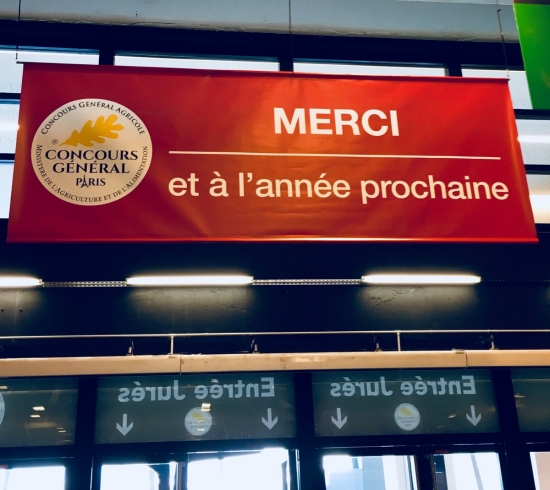 MERCI
et à l'année prochaine
CONCOURS GÉNÉRAL AGRICOLE
CONCOURS
GÉNÉRAL
PARIS
MINISTÈRE DE L'AGRICULTURE ET DE L'ALIMENTATION
®
Entrée Jurés
Entrée Jurés